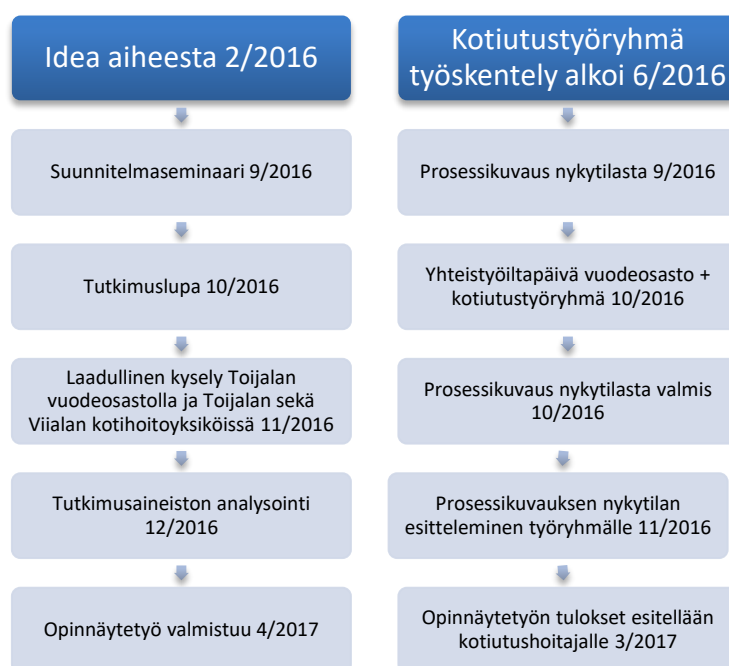 Idea aiheesta 2/2016
Suunnitelmaseminaari 9/2016
Tutkimuslupa 10/2016
Laadullinen kysely Toijalan
vuodeosastolla ja Toijalan sekä
Viialan kotihoitoyksiköissä 11/2016
Tutkimusaineiston analysointi
12/2016
Opinnäytetyö valmistuu 4/2017
Kotiutustyöryhmä
työskentely alkoi 6/2016
Prosessikuvaus nykytilasta 9/2016
Yhteistyöiltapäivä vuodeosasto +
kotiutustyöryhmä 10/2016
Prosessikuvaus nykytilasta valmis
10/2016
Prosessikuvauksen nykytilan
esitteleminen työryhmälle 11/2016
Opinnäytetyön tulokset esitellään
kotiutushoitajalle 3/2017